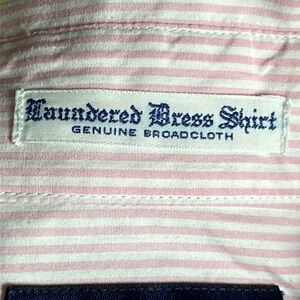 Laundered Dress Shirt
GENUINE BROADCLOTH